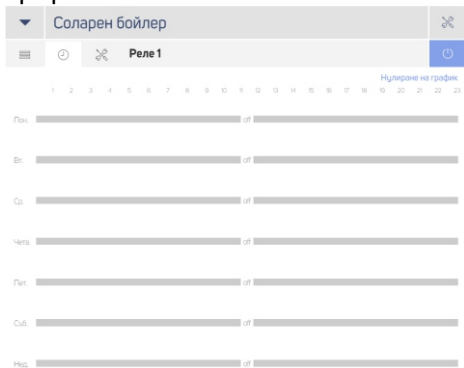 Соларен бойлер
Реле 1
Нулиране на график
1 2 3 4 5 6 7 8 9 10 11 12 13 14 15 16 17 18 19 20 21 22 23
Пон. off
Вт. off
Ср. off
Четв. off
Пет. off
Съб. off
Нед. off